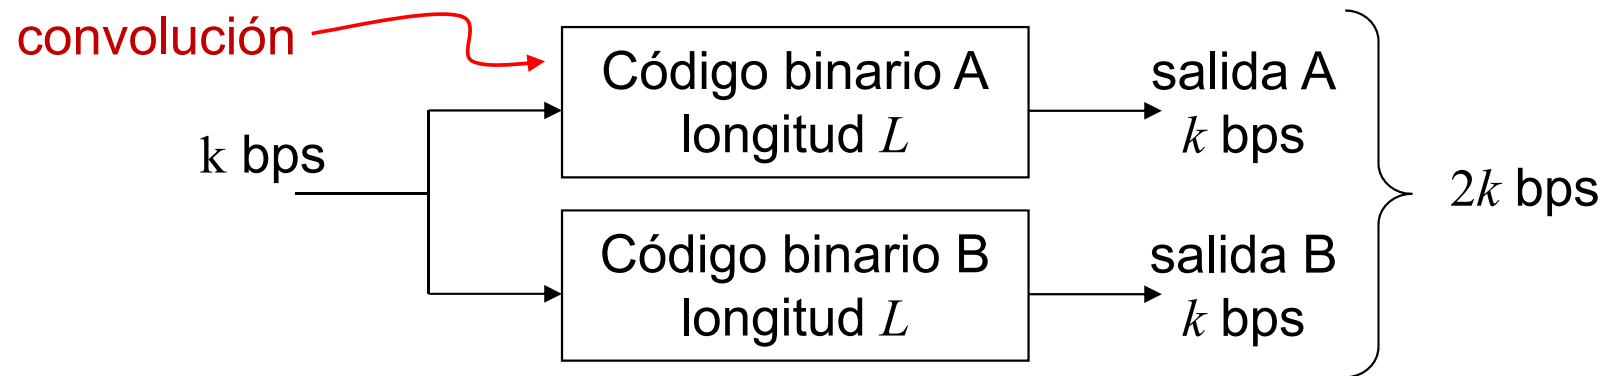 convolución
k bps
Código binario A
longitud L
salida A
k bps
Código binario B
longitud L
salida B
k bps
2k bps